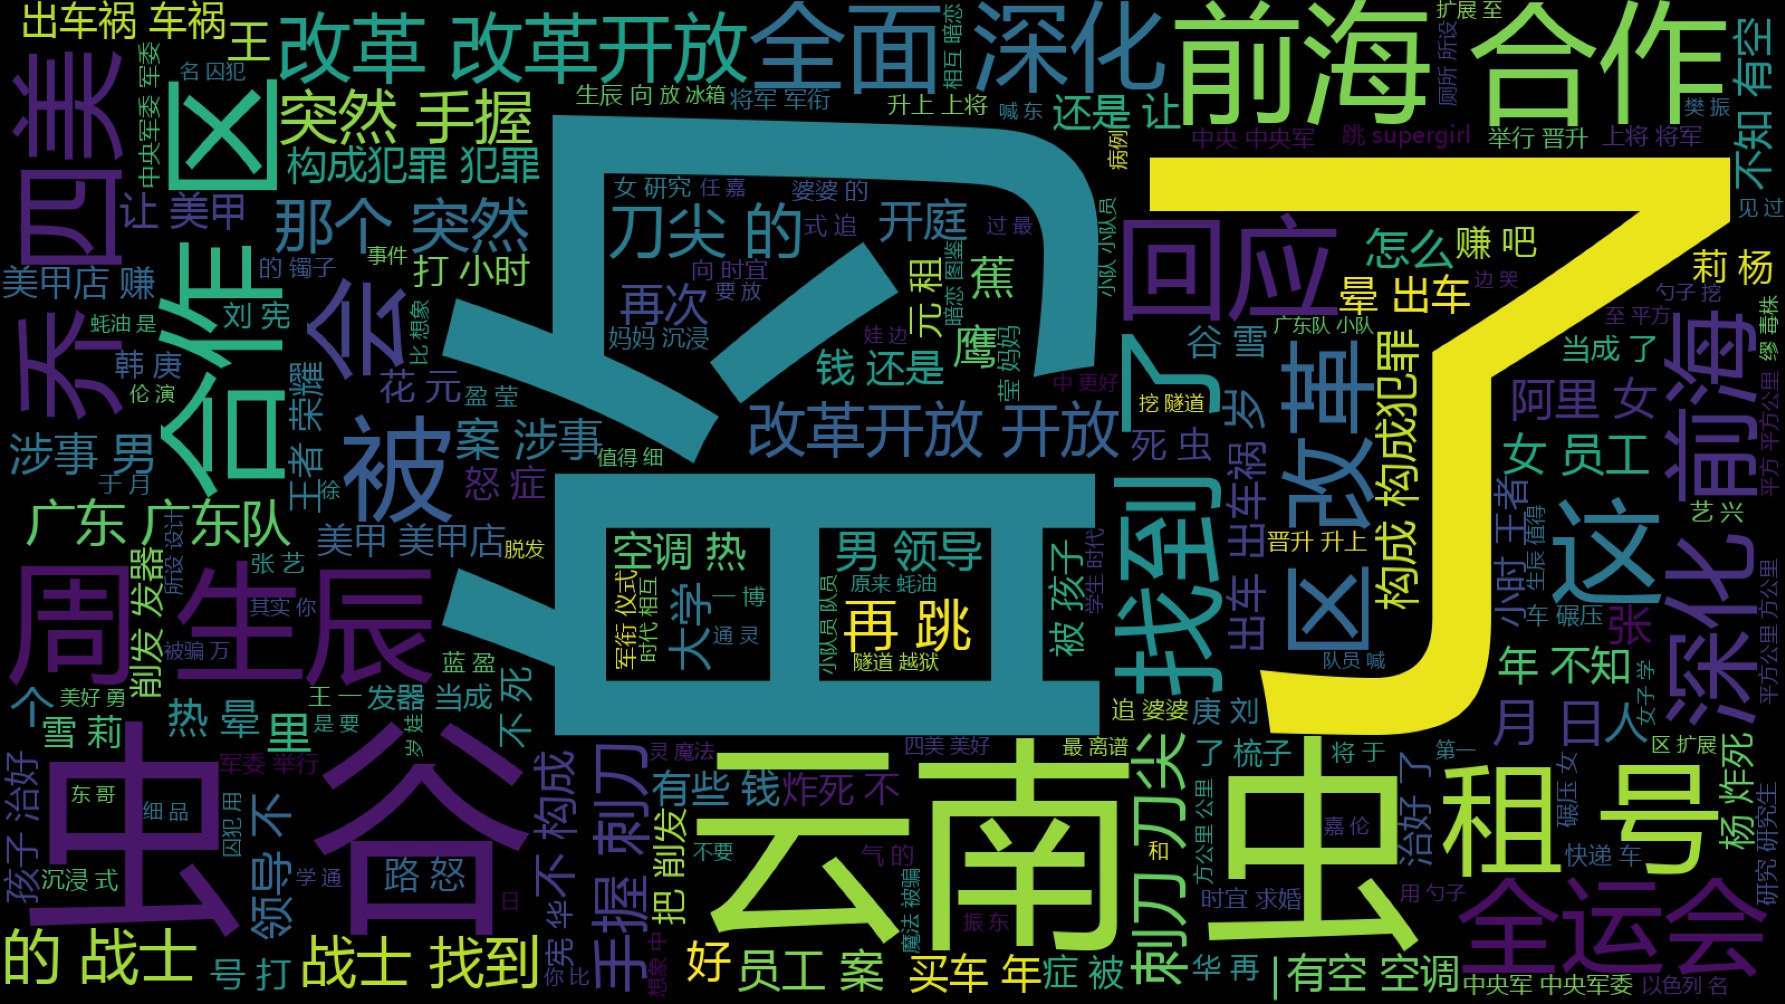 出车祸 车祸
王
改革 改革开放
全面 深化
前海 合作
扩展 至
有空
不知
名 囚犯
中央军委 军委
四美
区
突然 手握
生辰 向
放 冰箱
将军 军衔
相互 暗恋
升上 上将
喊 东
还是 让
厕所 所设
樊 振
中央 中央军
跳 supergirl
举行 晋升
上将 将军
病例
构成犯罪 犯罪
让 美甲
那个 突然
女 研究
任 嘉
婆婆 的
刀尖 的
式 追
开庭
过 最
小队 小队员
回应
怎么
赚 吧
见 过
莉 杨
合作
事件
的 镯子
打 小时
向 时宜
要 放
再次
元 租
暗恋 图鉴
蕉
边 哭
晕 出车
勺子 挖
至 平方
美甲店 赚
蚝油 是
刘 宪
会
比 想象
妈妈 沉浸
娃 边
鹰
莹 妈妈
广东队 小队
谷 雪
当成 了
缪 毒株
乔
韩 庚
伦 演
王者 荣耀
花 元
盈 莹
钱 还是
中 更好
挖 隧道
了
岁
改革
构成 构成犯罪
阿里 女
前海
平方 平方公里
涉事 男
于 月
徐
被
案 涉事
值得 细
怒 症
改革开放 开放
死 虫
女 员工
艺 兴
广东 广东队
所设 设计
美甲 美甲店
脱发
空调 热
男 领导
被 孩子
学生 时代
找到
出车 出车祸
晋升 升上
小时 王者
生辰 值得
这
深化
平方公里 方公里
周 生辰
削发 发器
张 艺
其实 你
被骗 万
军衔 仪式
时代 相互
大学
一 博
通 灵
小队员 队员
原来 蚝油
再 跳
隧道 越狱
区
队员 喊
车 碾压
张
年 不知
女子 学
个
美好 勇
雪 莉
热 晕
里
王 一
是 要
发器 当成
蓝 盈
岁 娃
不 死
追 婆婆
庚 刘
月 日
人
区 扩展
虫 谷
孩子 治好
军委 举行
东 哥
细 品
囚犯 用
领导 不
沉浸 式
学 通
路 怒
日
不 构成
宪 华
手握 刺刀
灵 魔法
四美 美好
最 离谱
有些 钱
炸死 不
把 削发
不要
气 的
魔法 被骗
振 东
云南 虫
刺刀 刀尖
了 梳子
将 于
第一
方公里 公里
和
嘉 伦
时宜 求婚
治好 了
租 号
碾压 女
快递 车
杨 炸死
研究 研究生
用 勺子
全运会
的 战士
号 打
战士 找到
你 比
想象 中
好
员工 案
买车 年
症 被
华 再
有空 空调
中央军 中央军委
以色列 名